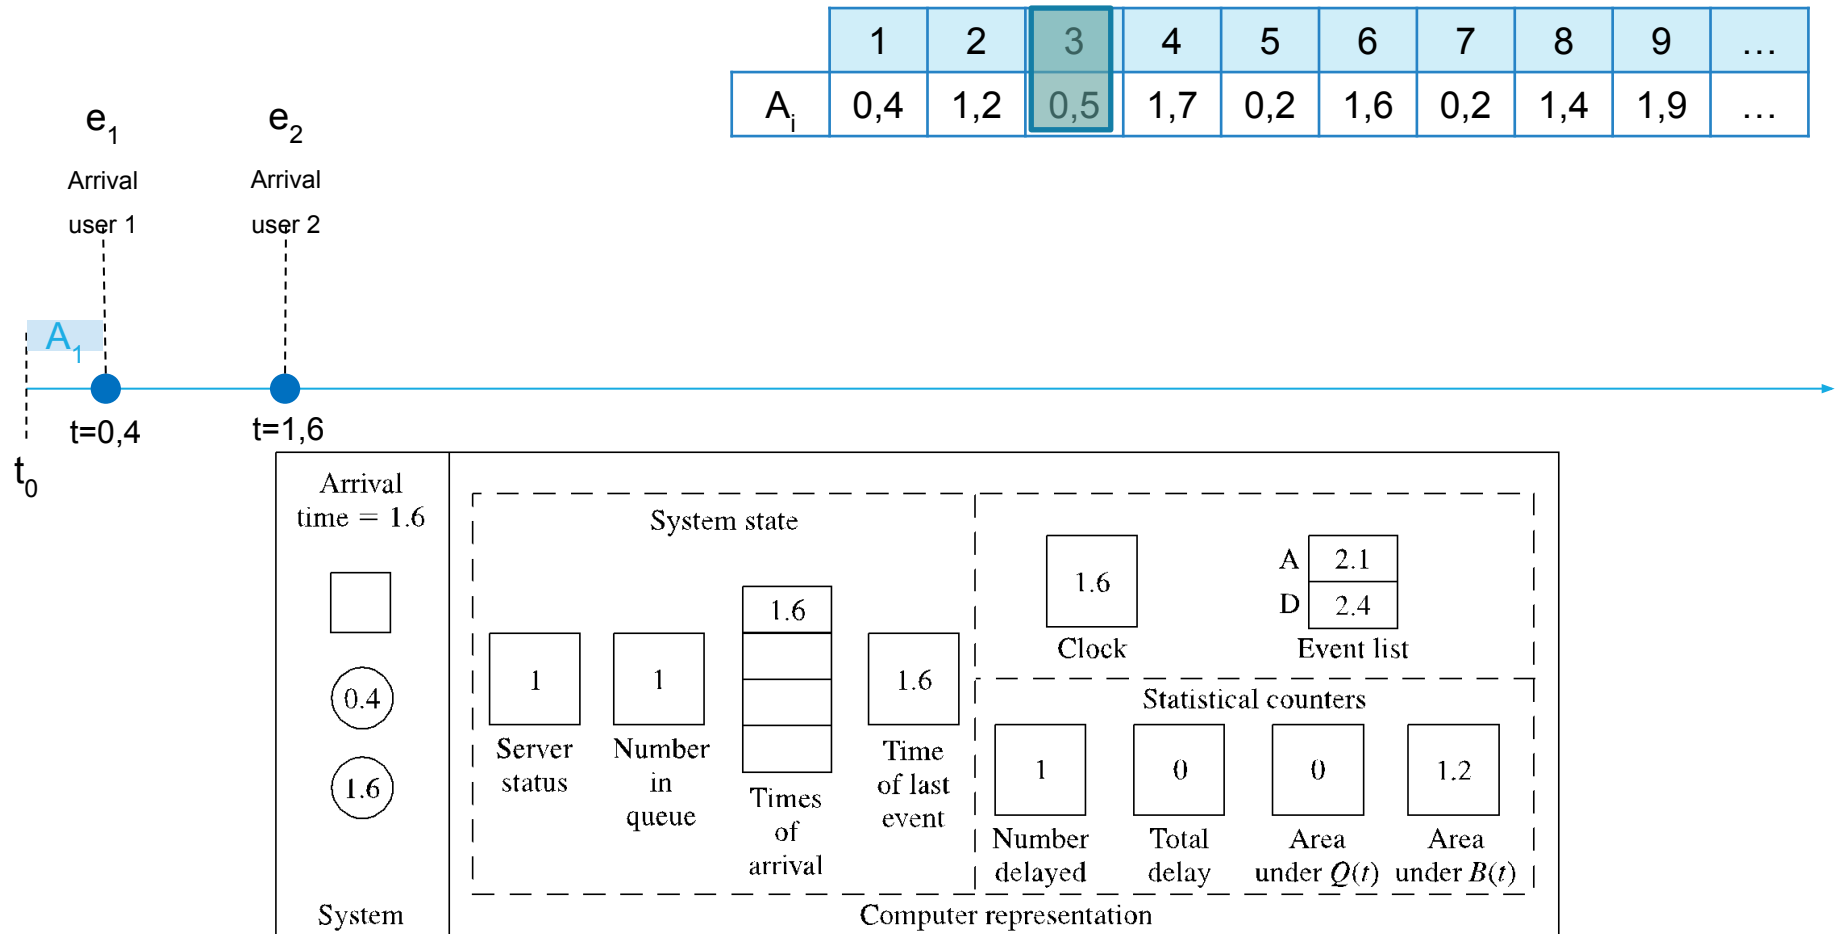 1 2 3 4 5 6 7 8 9 …
Ai 0,4 1,2 0,5 1,7 0,2 1,6 0,2 1,4 1,9 …
e1 e2
Arrival Arrival
user 1 user 2
A1
t=0,4 t=1,6
t0
Arrival
time = 1.6
0.4
1.6
System
System state
1
Server
status
1
Number
in
queue
1.6
Times
of
arrival
1.6
Time
of last
event
1.6
Clock
A 2.1
D 2.4
Event list
Statistical counters
1
Number
delayed
0
Total
delay
0
Area
under Q(t)
1.2
Area
under B(t)
Computer representation